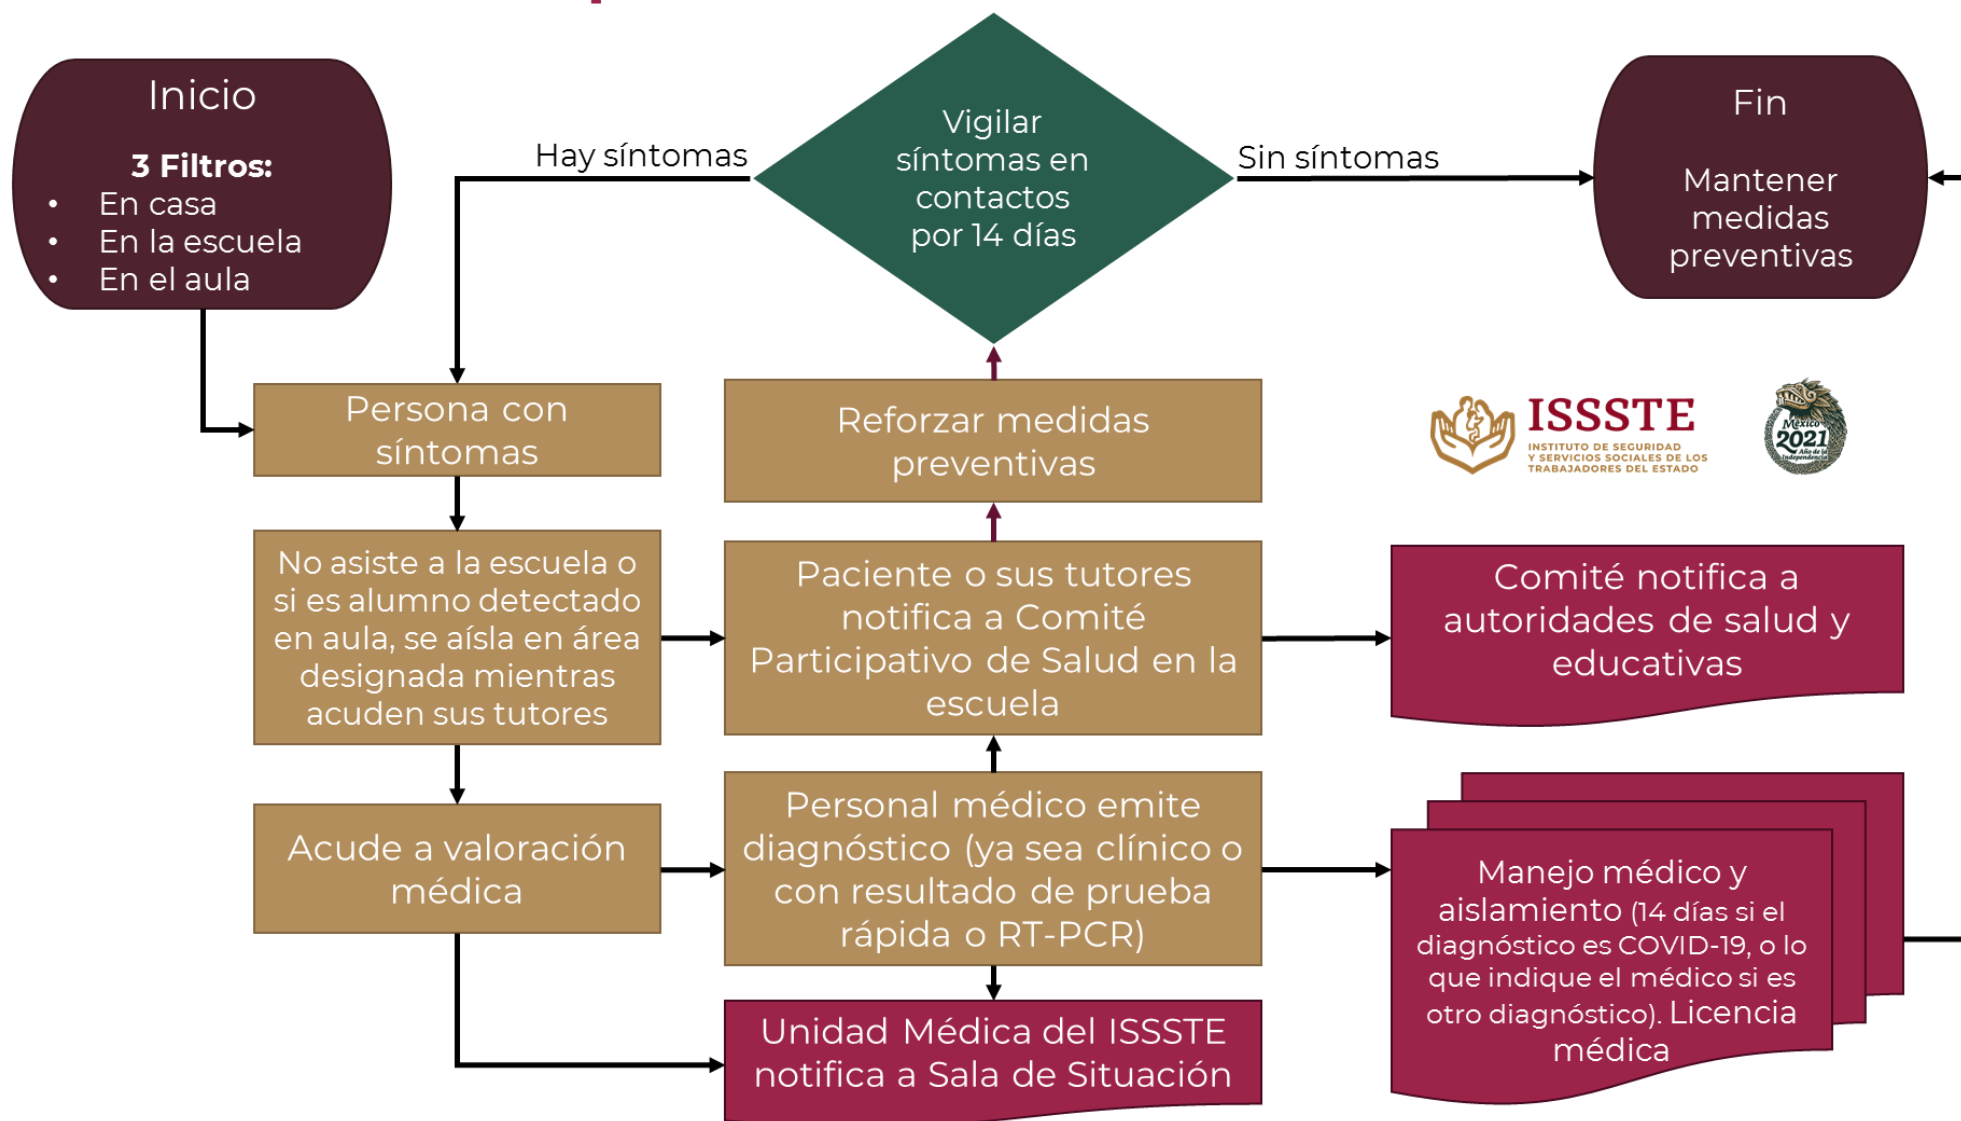 Inicio
3 Filtros:
• En casa
• En la escuela
• En el aula
Hay síntomas
Vigilar
síntomas en
contactos
por 14 días
Sin síntomas
Fin
Mantener
medidas
preventivas
Persona con
síntomas
Reforzar medidas
preventivas
ISSSTE
INSTITUTO DE SEGURIDAD
Y SERVICIOS SOCIALES DE LOS
TRABAJADORES DEL ESTADO
México
2021
Año de la
Independencia
No asiste a la escuela o
si es alumno detectado
en aula, se aísla en área
designada mientras
acuden sus tutores
Paciente o sus tutores
notifica a Comité
Participativo de Salud en la
escuela
Comité notifica a
autoridades de salud y
educativas
Acude a valoración
médica
Personal médico emite
diagnóstico (ya sea clínico o
con resultado de prueba
rápida o RT-PCR)
Manejo médico y
aislamiento (14 días si el
diagnóstico es COVID-19, o lo
que indique el médico si es
otro diagnóstico). Licencia
médica
Unidad Médica del ISSSTE
notifica a Sala de Situación